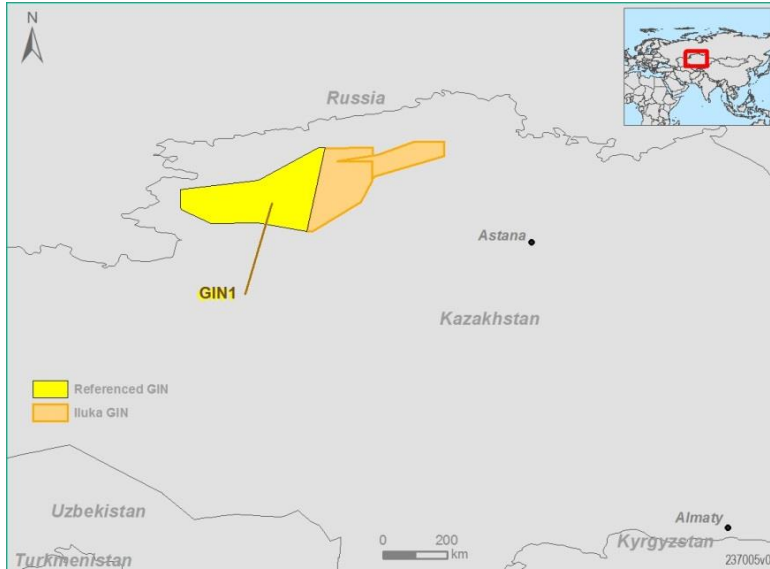 N
Russia
Astana
GIN1
Kazakhstan
Referenced GIN
Iluka GIN
Uzbekistan
Almaty
0 200
km
Kyrgyzstan
Turkmenistan
237005v0